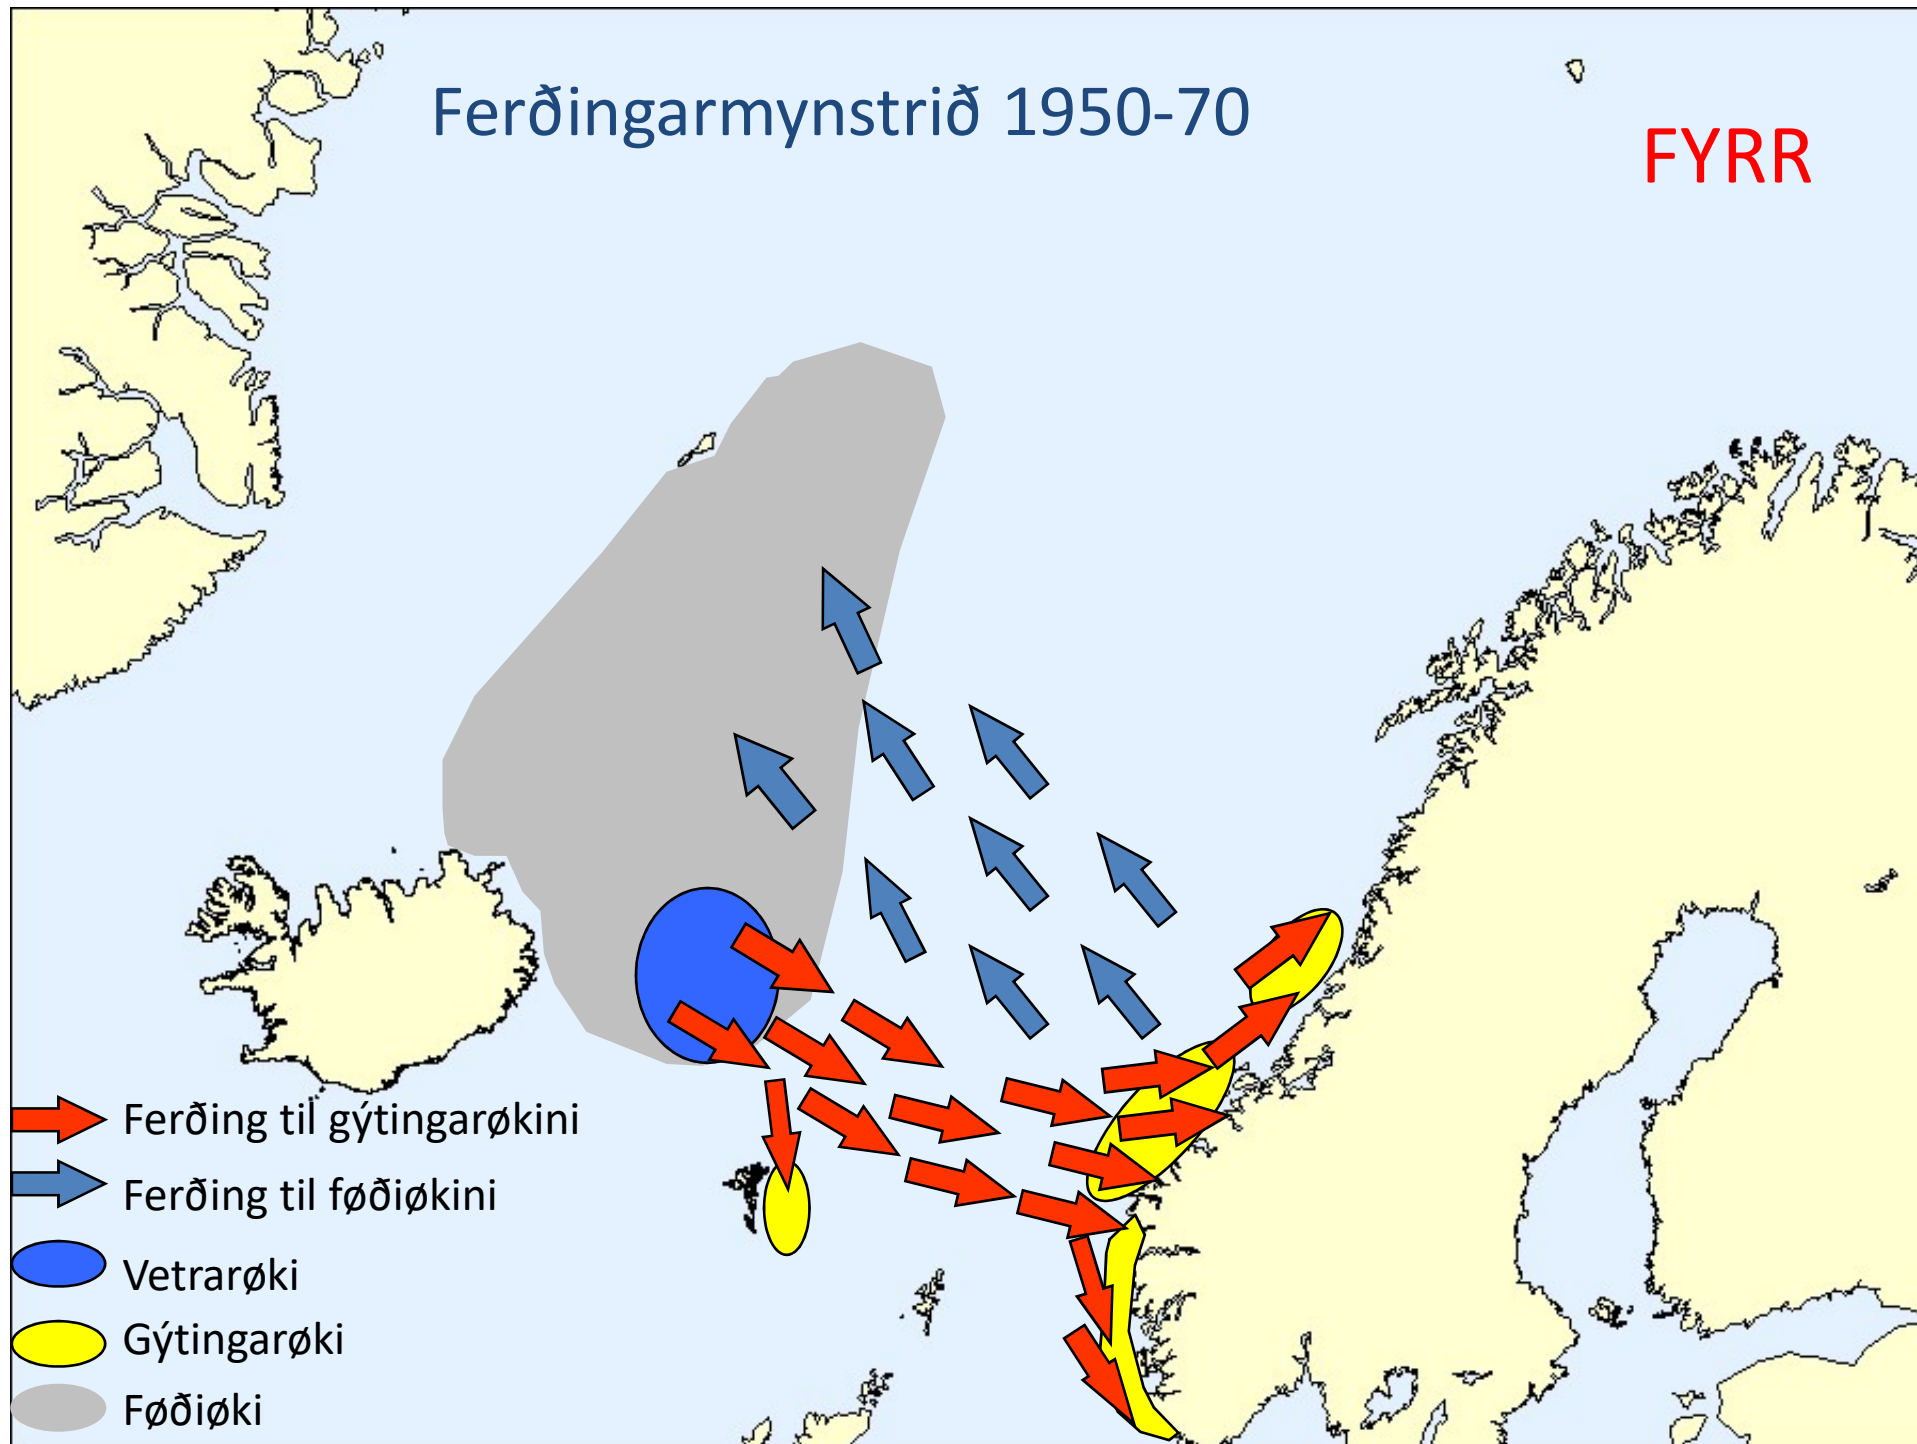 Ferðingarmynstrið 1950-70
FYRR
Ferðing til gýtingarøkini
Ferðing til føðiøkini
Vetrarøki
Gýtingarøki
Føðiøki